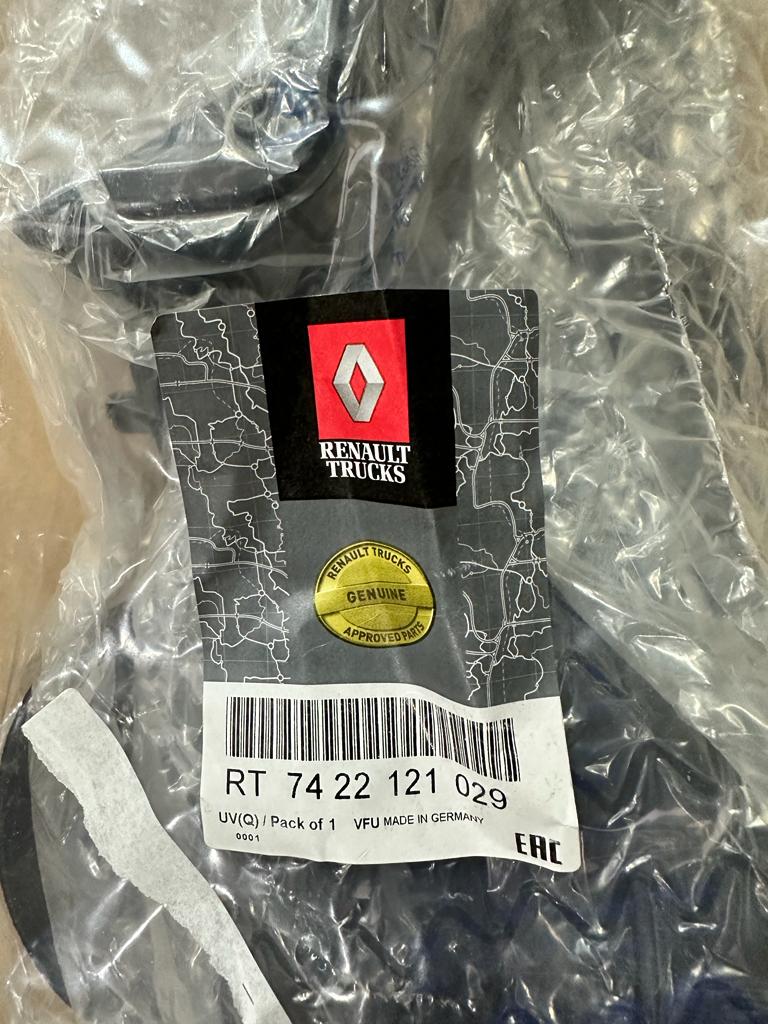 RENAULT
TRUCKS
RENAULT TRUCKS
GENUINE
APPROVED PARTS
RT 74 22 121 029
UV(Q) / Pack of 1 VFU MADE IN GERMANY
0001
EAC